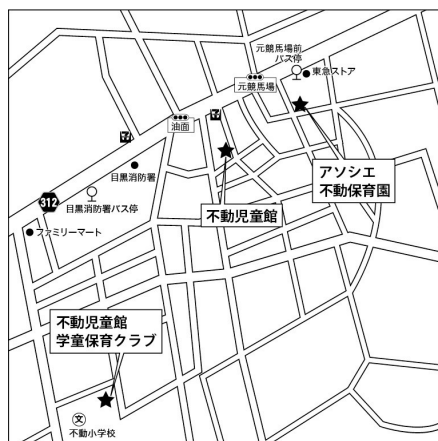 元競馬場前
バス停
東急ストア
元競馬場
油面
目黒消防署
アソシエ
不動保育園
312
目黒消防署バス停
不動児童館
ファミリーマート
不動児童館
学童保育クラブ
文
不動小学校